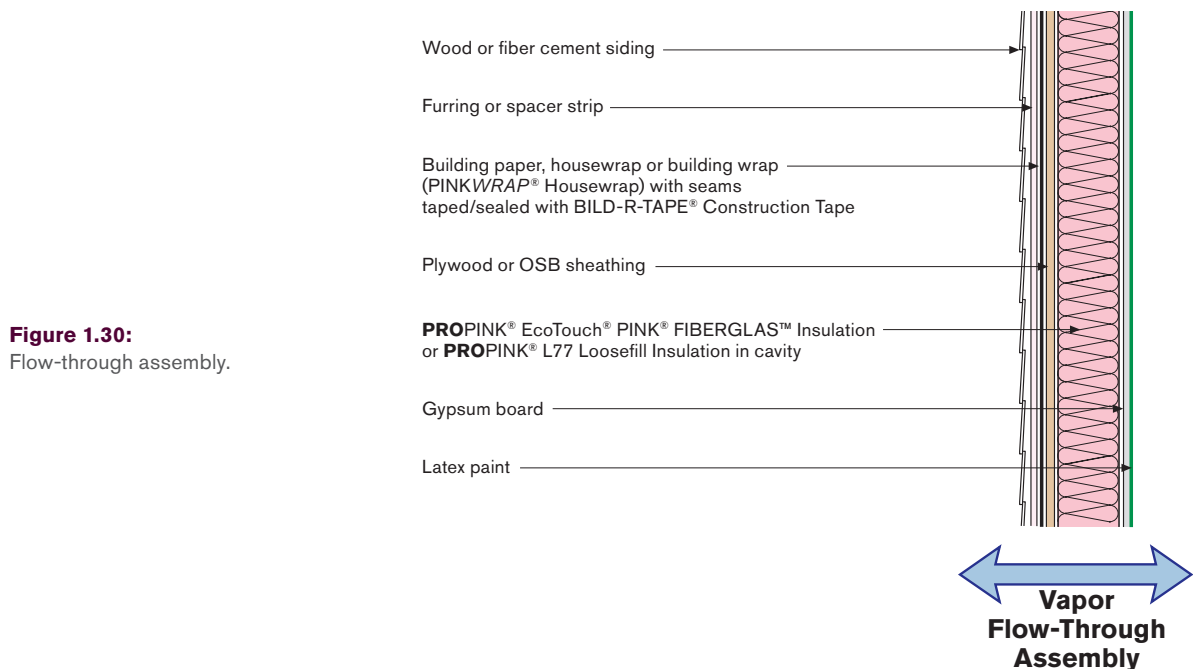 Wood or fiber cement siding
Furring or spacer strip
Building paper, housewrap or building wrap
(PINKWRAP® Housewrap) with seams
taped/sealed with BILD-R-TAPE® Construction Tape
Plywood or OSB sheathing
Figure 1.30:
Flow-through assembly.
PROPINK® EcoTouch® PINK® FIBERGLAS™ Insulation
or PROPINK® L77 Loosefill Insulation in cavity
Gypsum board
Latex paint
Vapor
Flow-Through
Assembly